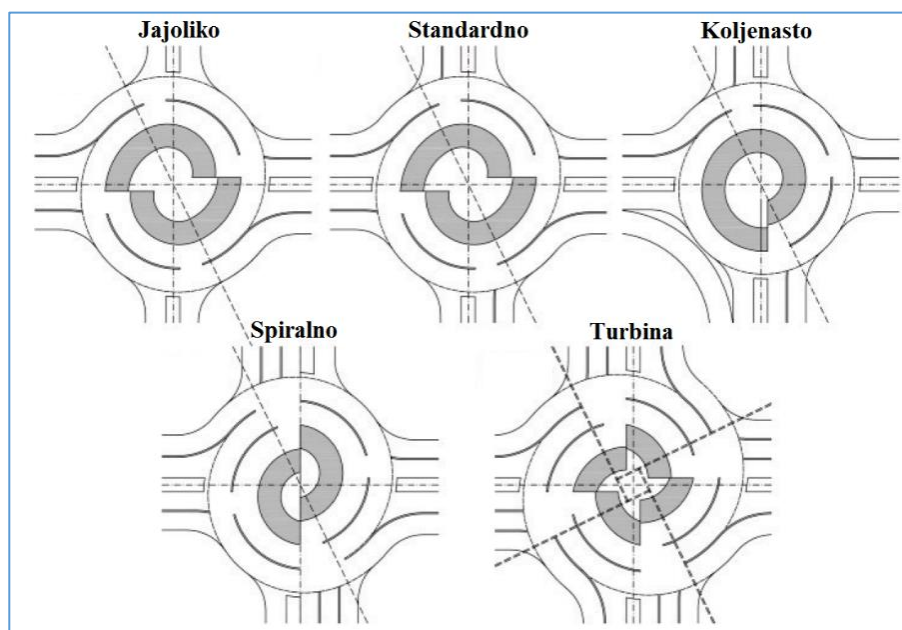 Jajoliko
Standardno
Koljenasto
Spiralno
Turbina